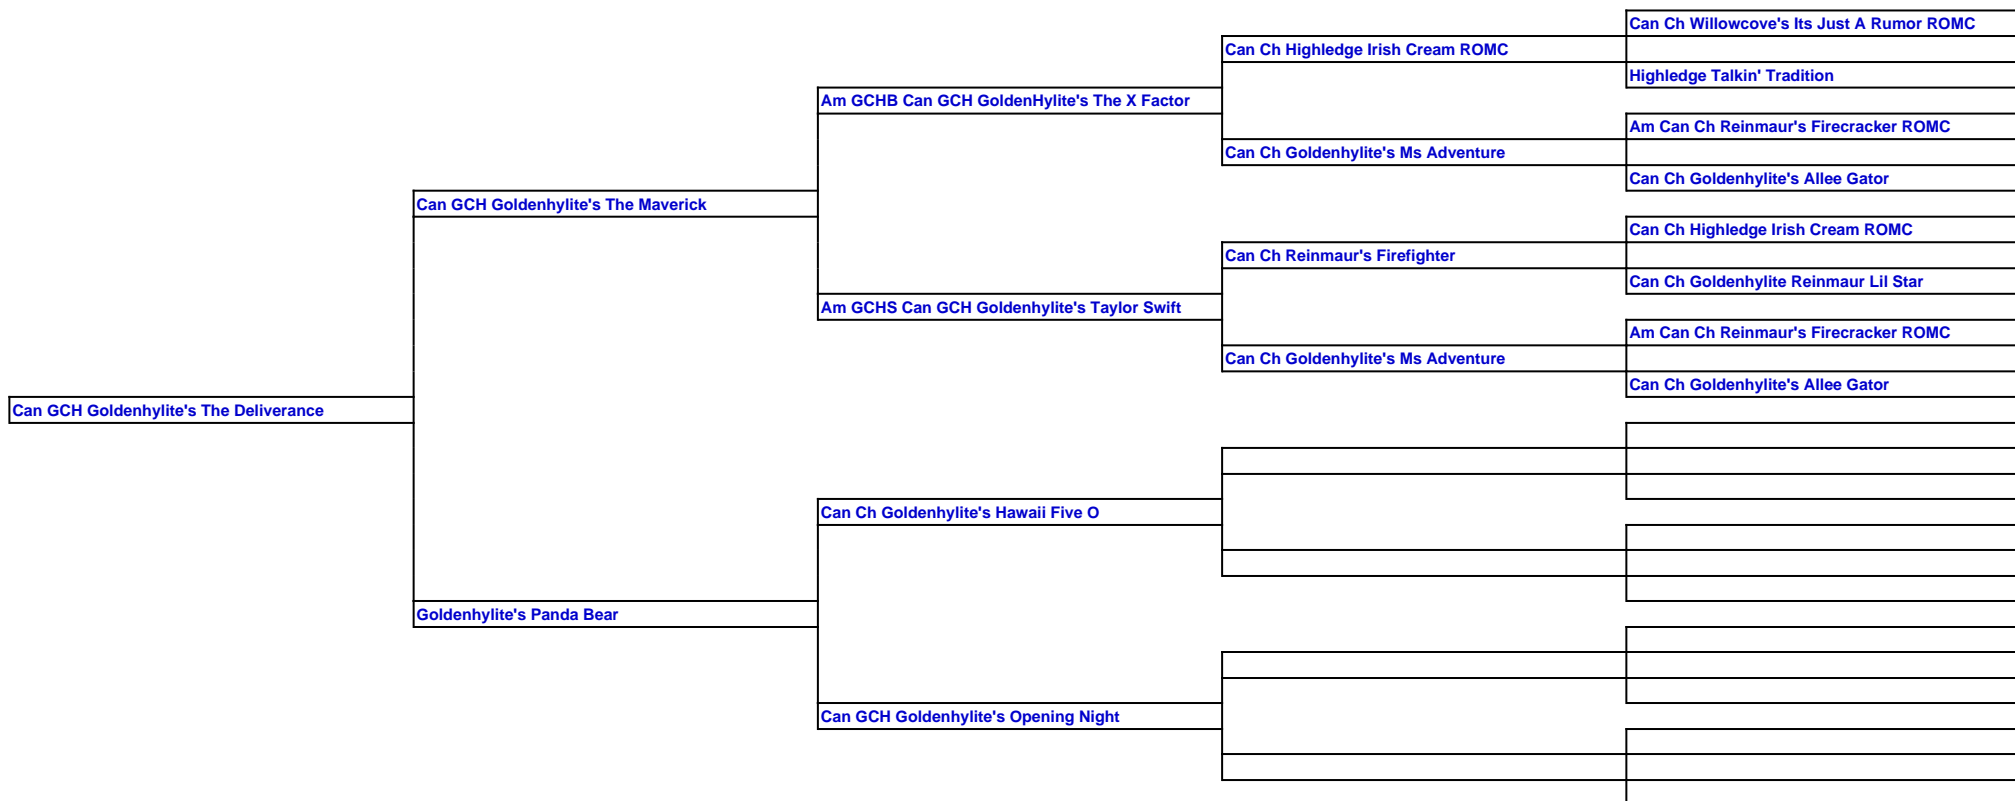 Can Ch Willowcove's Its Just A Rumor ROMC
Can Ch Highledge Irish Cream ROMC
Highledge Talkin' Tradition
Am GCHB Can GCH GoldenHylite's The X Factor
Am Can Ch Reinmaur's Firecracker ROMC
Can Ch Goldenhylite's Ms Adventure
Can Ch Goldenhylite's Allee Gator
Can GCH Goldenhylite's The Maverick
Can Ch Highledge Irish Cream ROMC
Can Ch Reinmaur's Firefighter
Can Ch Goldenhylite Reinmaur Lil Star
Am GCHS Can GCH Goldenhylite's Taylor Swift
Am Can Ch Reinmaur's Firecracker ROMC
Can Ch Goldenhylite's Ms Adventure
Can Ch Goldenhylite's Allee Gator
Can GCH Goldenhylite's The Deliverance
Can Ch Goldenhylite's Hawaii Five O
Goldenhylite's Panda Bear
Can GCH Goldenhylite's Opening Night